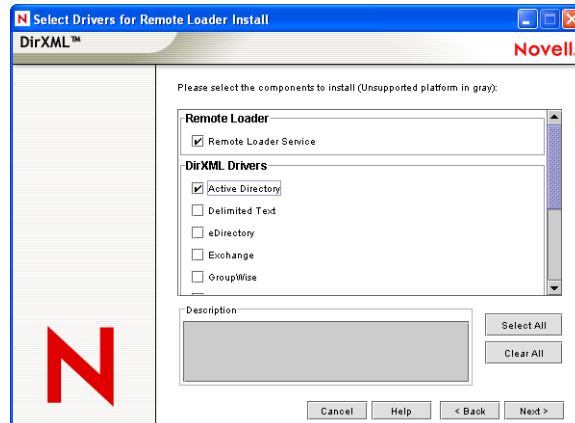 Select Drivers for Remote Loader Install
DirXML™
Novell.
Please select the components to install (Unsupported platform in gray):
Remote Loader
Remote Loader Service
DirXML Drivers
Active Directory
Delimited Text
eDirectory
Exchange
GroupWise
Description
Select All
Clear All
Cancel Help < Back Next >